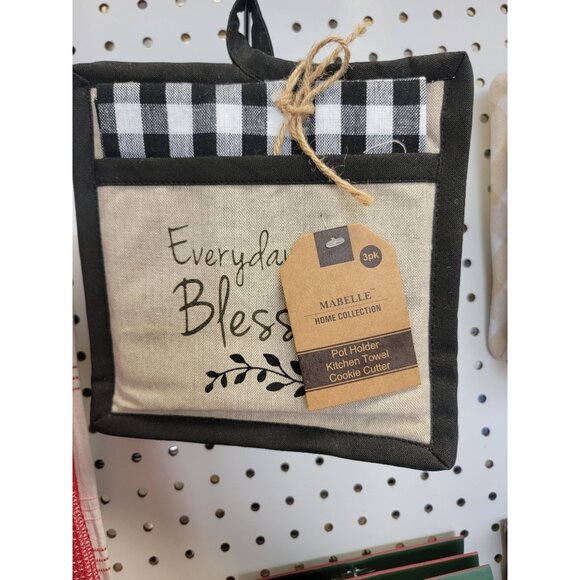 Everyday
Bless
3pk
MABELLE™
HOME COLLECTION
Pot Holder
Kitchen Towel
Cookie Cutter